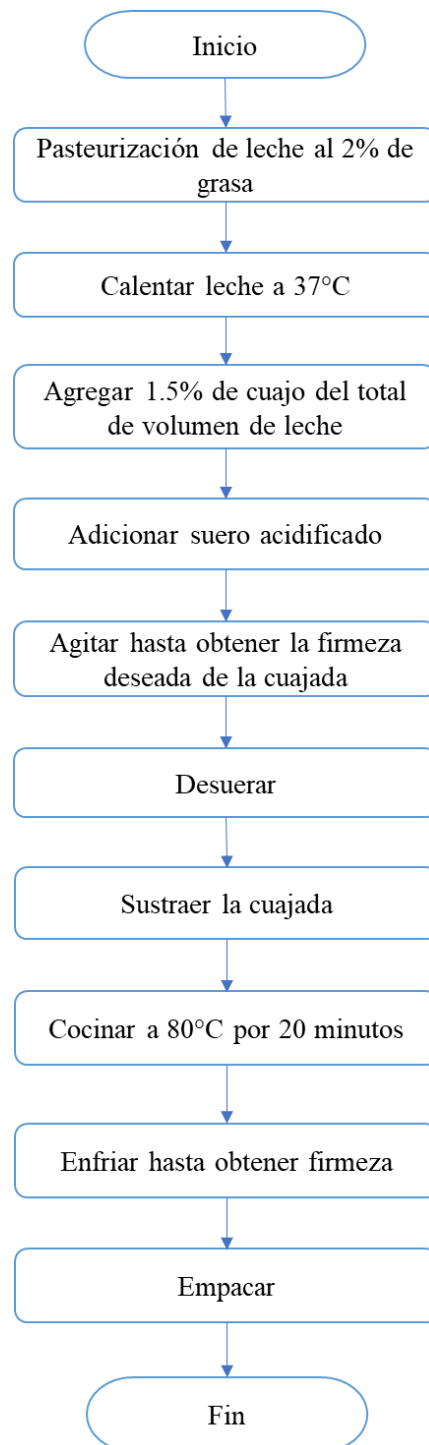 Inicio
Pasteurización de leche al 2% de
grasa
Calentar leche a 37°C
Agregar 1.5% de cuajo del total
de volumen de leche
Adicionar suero acidificado
Agitar hasta obtener la firmeza
deseada de la cuajada
Desuerar
Sustraer la cuajada
Cocinar a 80°C por 20 minutos
Enfriar hasta obtener firmeza
Empacar
Fin